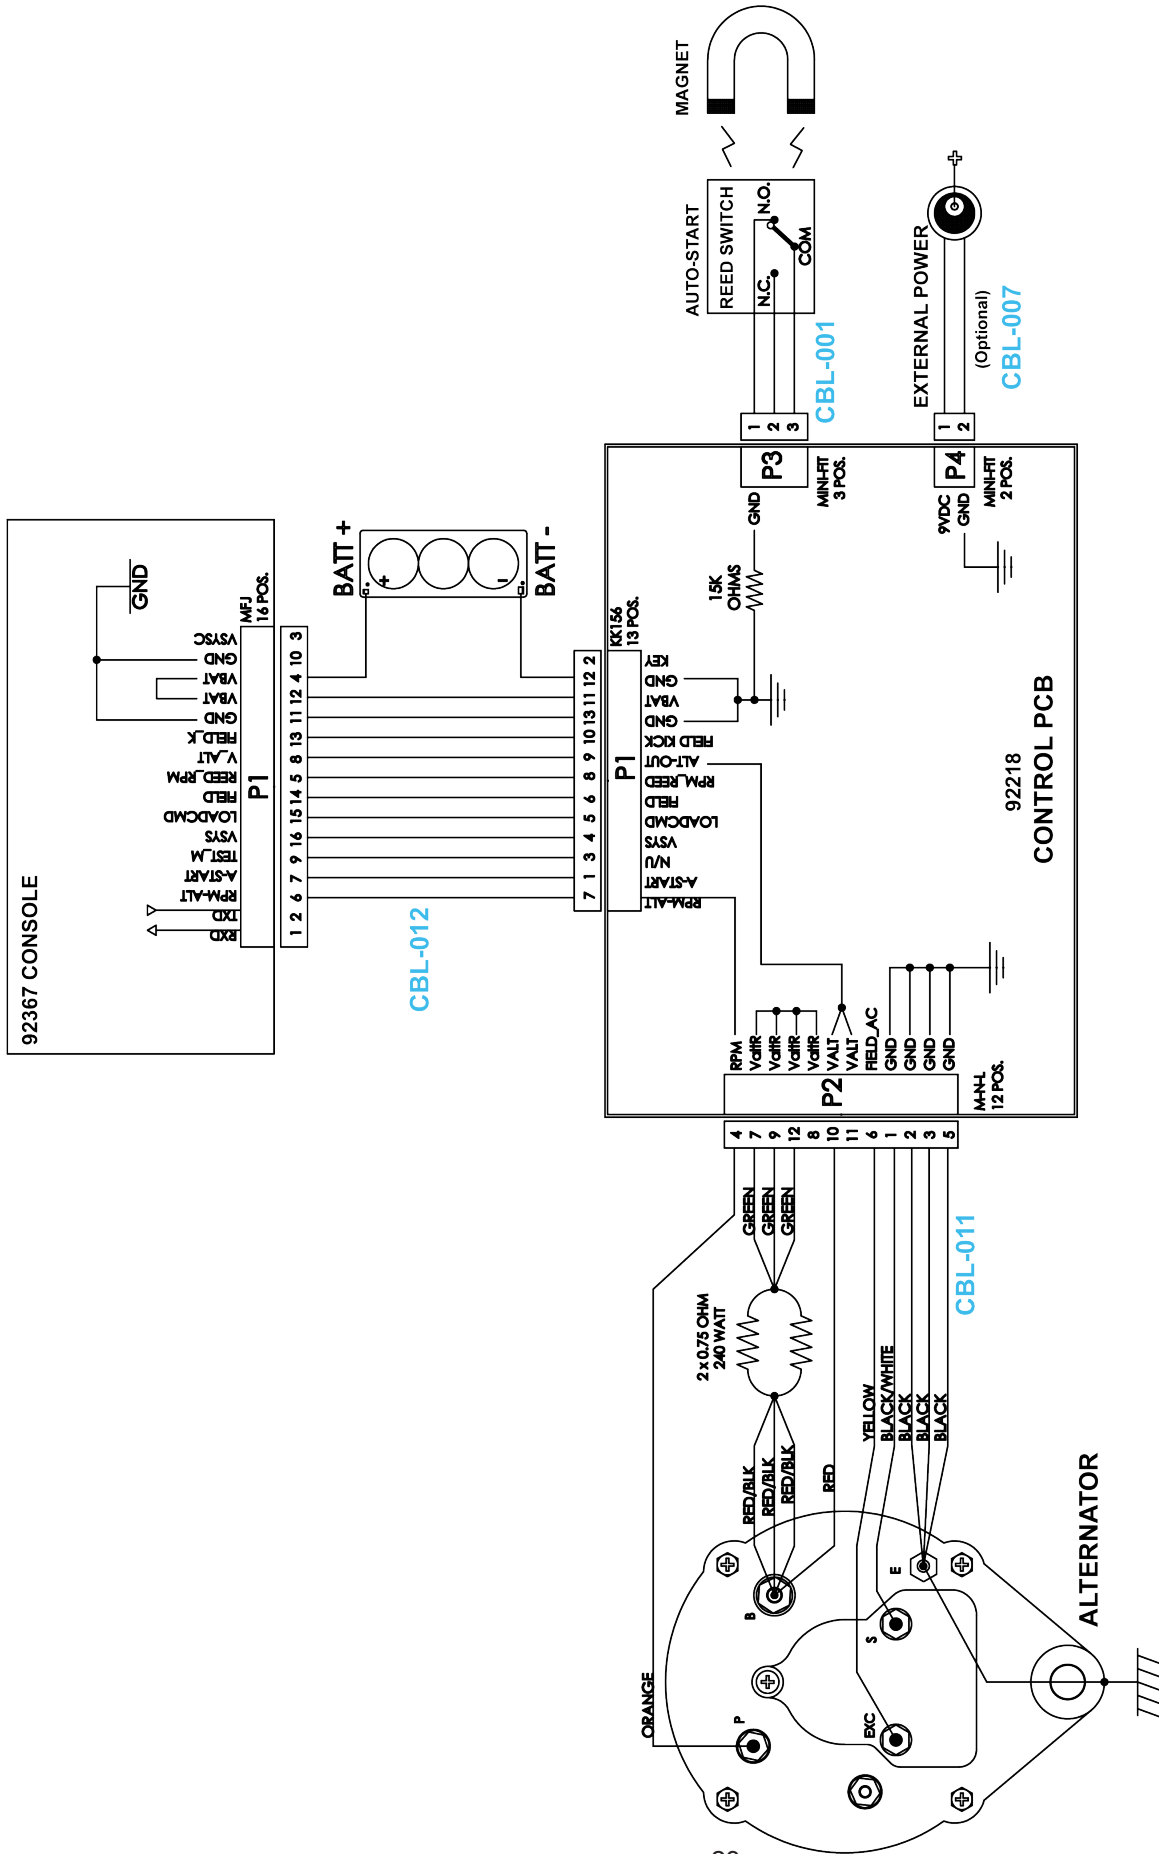 92367 CONSOLE
RXD
TXD
RPM-ALT
A-START
TEST_M
VSYS
LOADCMD
FIELD
REED_RPM
V_ALT
FIELD_K
GND
VBAT
VBAT
GND
VSYSC
GND
P1
MFJ
16 POS.
1 2 6 7 9 16 15 14 5 8 13 11 12 4 10 3
BATT +
+
−
BATT -
CBL-012
7 1 3 4 5 6 8 9 10 13 11 12 2
P1
KK156
13 POS.
RPM-ALT
A-START
N/U
VSYS
LOADCMD
FIELD
RPM_REED
ALT-OUT
FIELD KICK
GND
VBAT
GND
KEY
15K
OHMS
GND
P3
MINI-FIT
3 POS.
1
2
3
CBL-001
AUTO-START
REED SWITCH
N.C.
N.O.
COM
MAGNET
9VDC
GND
P4
MINI-FIT
2 POS.
1
2
EXTERNAL POWER
(Optional)
CBL-007
92218
CONTROL PCB
RPM
VattR
VattR
VattR
VattR
VALT
VALT
FIELD_AC
GND
GND
GND
GND
P2
M-N-L
12 POS.
4
7
9
12
8
10
11
6
1
2
3
5
GREEN
GREEN
GREEN
2 x 0.75 OHM
240 WATT
CBL-011
RED/BLK
RED/BLK
RED/BLK
RED
YELLOW
BLACK/WHITE
BLACK
BLACK
BLACK
ORANGE
P
B
EXC
S
E
ALTERNATOR